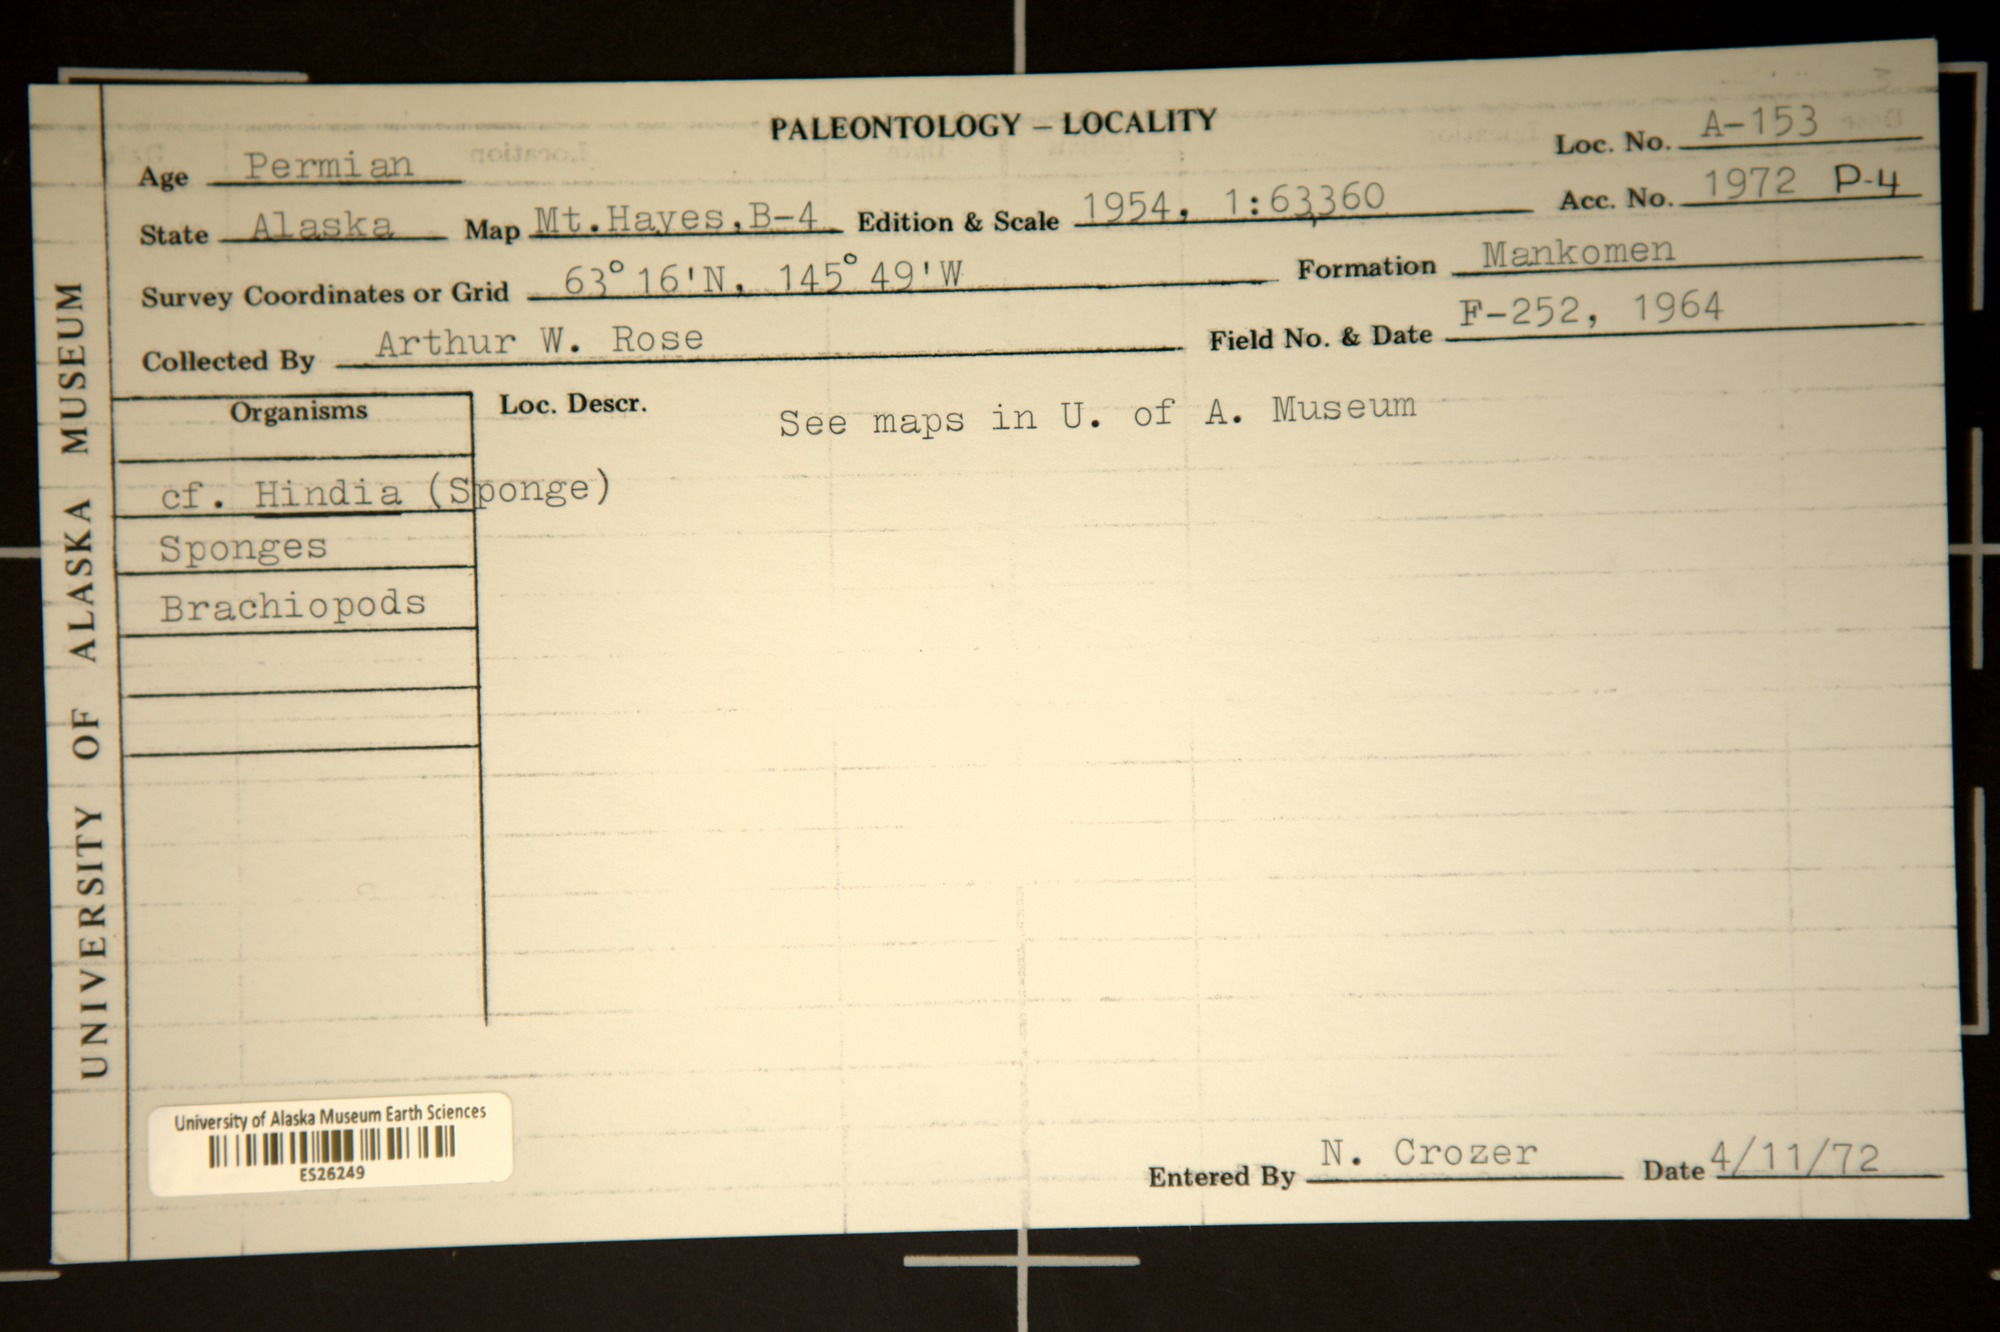 PALEONTOLOGY – LOCALITY
Loc. No. A-153
Age Permian
Acc. No. 1972 P-4
State Alaska Map Mt.Hayes,B-4 Edition & Scale 1954, 1:63,360
Survey Coordinates or Grid 63°16'N, 145°49'W Formation Mankomen
Collected By Arthur W. Rose Field No. & Date F-252, 1964
Organisms
Loc. Descr. See maps in U. of A. Museum
cf. Hindia (Sponge)
Sponges
Brachiopods
UNIVERSITY OF ALASKA MUSEUM
University of Alaska Museum Earth Sciences
ES26249
Entered By N. Crozer Date 4/11/72